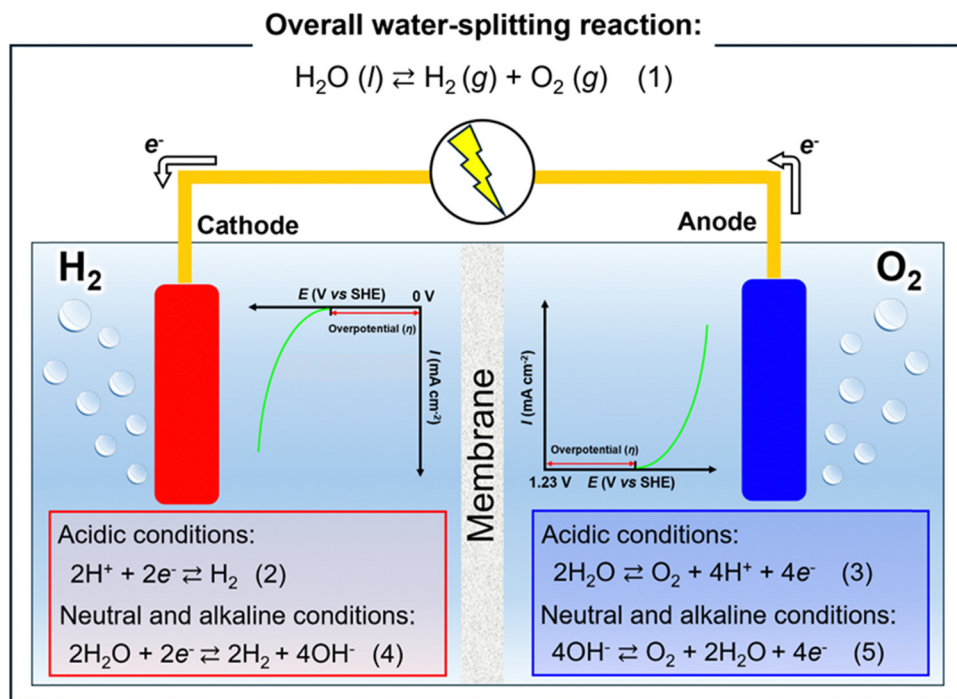 Overall water-splitting reaction:
H₂O (l) ⇄ H₂ (g) + O₂ (g) (1)
e⁻
e⁻
Cathode
Anode
H₂
O₂
E (V vs SHE) 0 V
Overpotential (η)
I (mA cm⁻²)
Membrane
I (mA cm⁻²)
Overpotential (η)
1.23 V E (V vs SHE)
Acidic conditions:
2H⁺ + 2e⁻ ⇄ H₂ (2)
Neutral and alkaline conditions:
2H₂O + 2e⁻ ⇄ 2H₂ + 4OH⁻ (4)
Acidic conditions:
2H₂O ⇄ O₂ + 4H⁺ + 4e⁻ (3)
Neutral and alkaline conditions:
4OH⁻ ⇄ O₂ + 2H₂O + 4e⁻ (5)